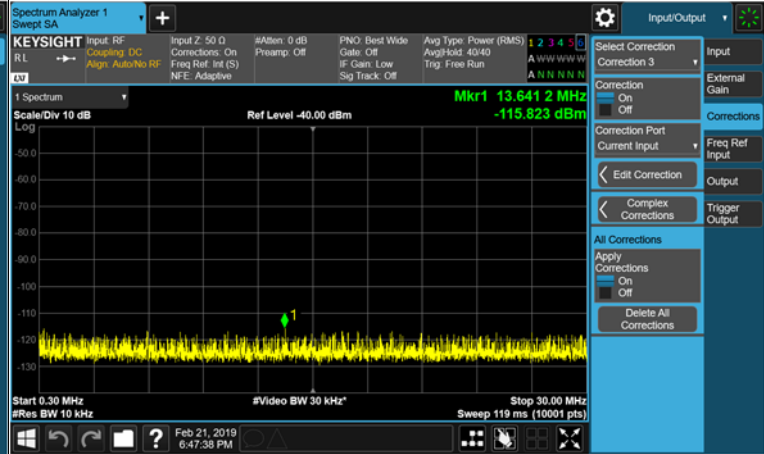 Spectrum Analyzer 1
Swept SA
Input/Output
KEYSIGHT
RL
Input: RF
Coupling: DC
Align: Auto/No RF
Input Z: 50 Ω
Corrections: On
Freq Ref: Int (S)
NFE: Adaptive
#Atten: 0 dB
Preamp: Off
PNO: Best Wide
Gate: Off
IF Gain: Low
Sig Track: Off
Avg Type: Power (RMS)
Avg|Hold: 40/40
Trig: Free Run
1 2 3 4 5 6
A W W W W W
A N N N N N
1 Spectrum
Scale/Div 10 dB
Log
Ref Level -40.00 dBm
Mkr1 13.641 2 MHz
-115.823 dBm
-50.0
-60.0
-70.0
-80.0
-90.0
-100
-110
-120
-130
1
Start 0.30 MHz
#Res BW 10 kHz
#Video BW 30 kHz*
Stop 30.00 MHz
Sweep 119 ms (10001 pts)
?
Feb 21, 2019
6:47:38 PM
Select Correction
Correction 3
Correction
On
Off
Correction Port
Current Input
Edit Correction
Complex
Corrections
All Corrections
Apply
Corrections
On
Off
Delete All
Corrections
Input
External
Gain
Corrections
Freq Ref
Input
Output
Trigger
Output